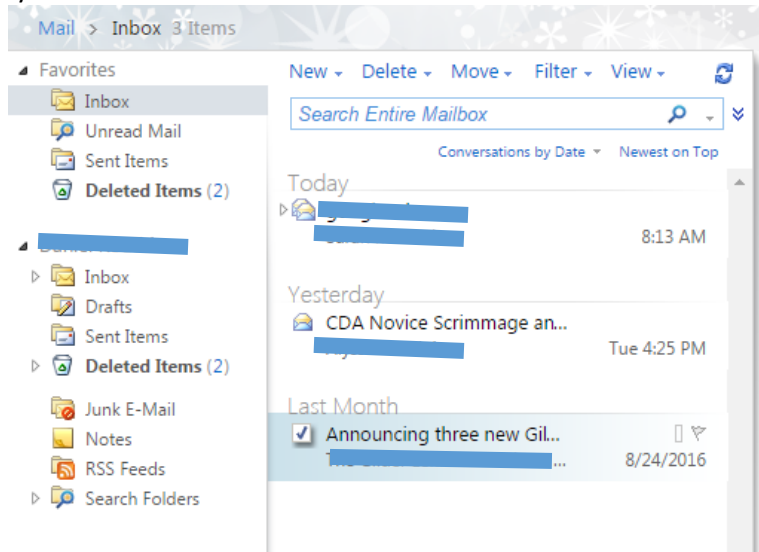 Mail > Inbox 3 Items
Favorites
Inbox
Unread Mail
Sent Items
Deleted Items (2)
Inbox
Drafts
Sent Items
Deleted Items (2)
Junk E-Mail
Notes
RSS Feeds
Search Folders
New Delete Move Filter View
Search Entire Mailbox
Conversations by Date Newest on Top
Today
8:13 AM
Yesterday
CDA Novice Scrimmage an...
Tue 4:25 PM
Last Month
Announcing three new Gil...
... 8/24/2016